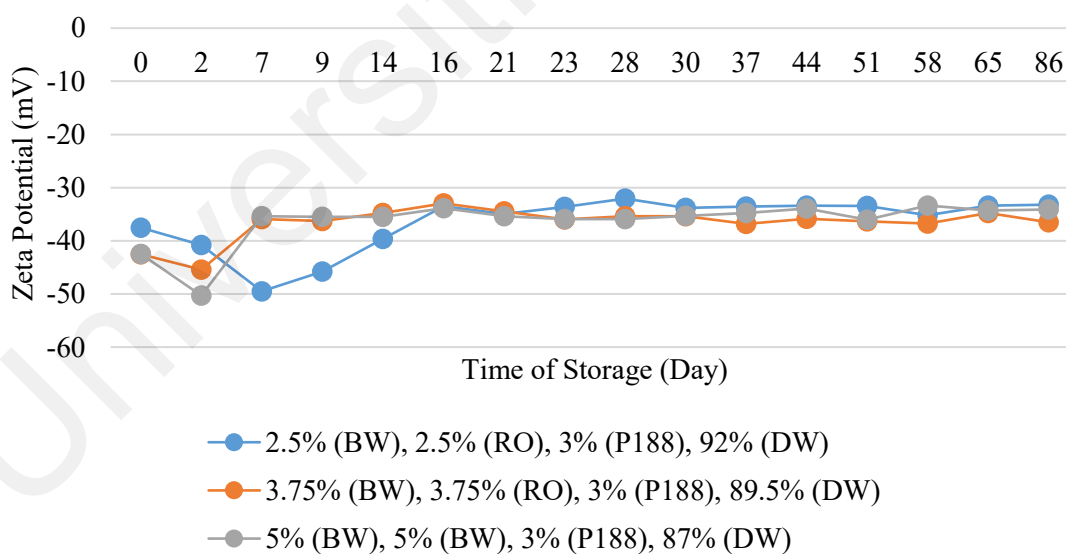 0
0 2 7 9 14 16 21 23 28 30 37 44 51 58 65 86
-10
-20
-30
-40
-50
-60
Zeta Potential (mV)
Time of Storage (Day)
2.5% (BW), 2.5% (RO), 3% (P188), 92% (DW)
3.75% (BW), 3.75% (RO), 3% (P188), 89.5% (DW)
5% (BW), 5% (BW), 3% (P188), 87% (DW)
Universiti